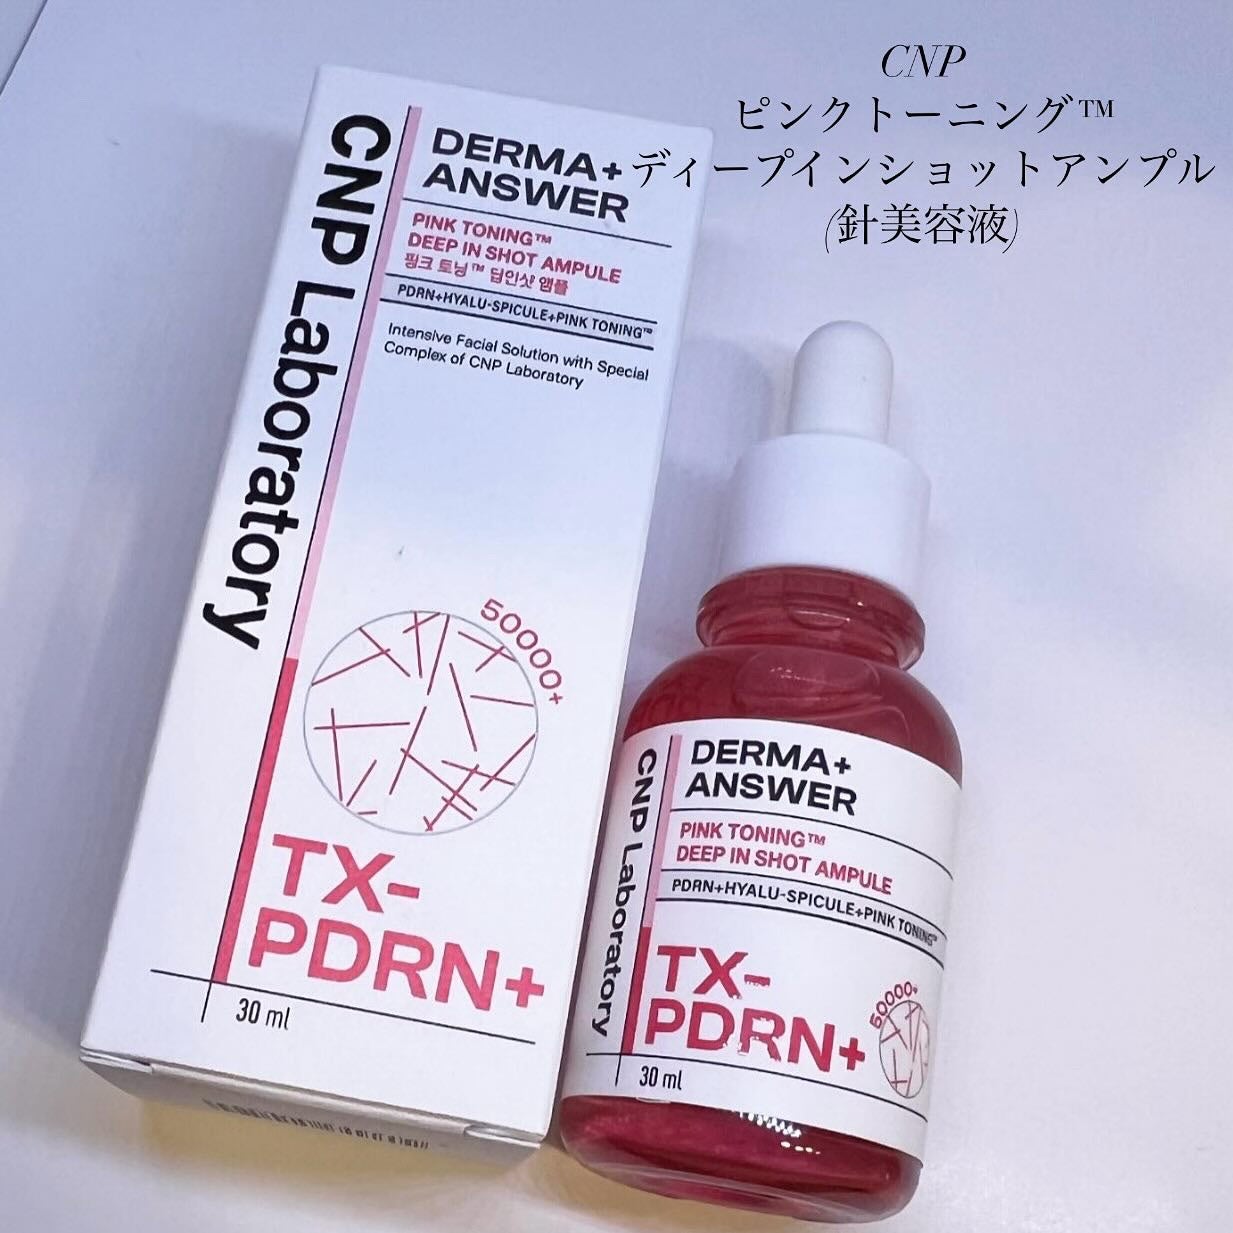 CNP
ピンクトーニング™
ディープインショットアンプル
(針美容液)
CNP Laboratory
DERMA+
ANSWER
PINK TONING™
DEEP IN SHOT AMPULE
핑크 토닝™ 딥인샷 앰플
PDRN+HYALU-SPICULE+PINK TONING™
Intensive Facial Solution with Special
Complex of CNP Laboratory
50000+
TX-
PDRN+
30 ml
CNP Laboratory
DERMA+
ANSWER
PINK TONING™
DEEP IN SHOT AMPULE
PDRN+HYALU-SPICULE+PINK TONING™
TX-
PDRN+
50000+
30 ml